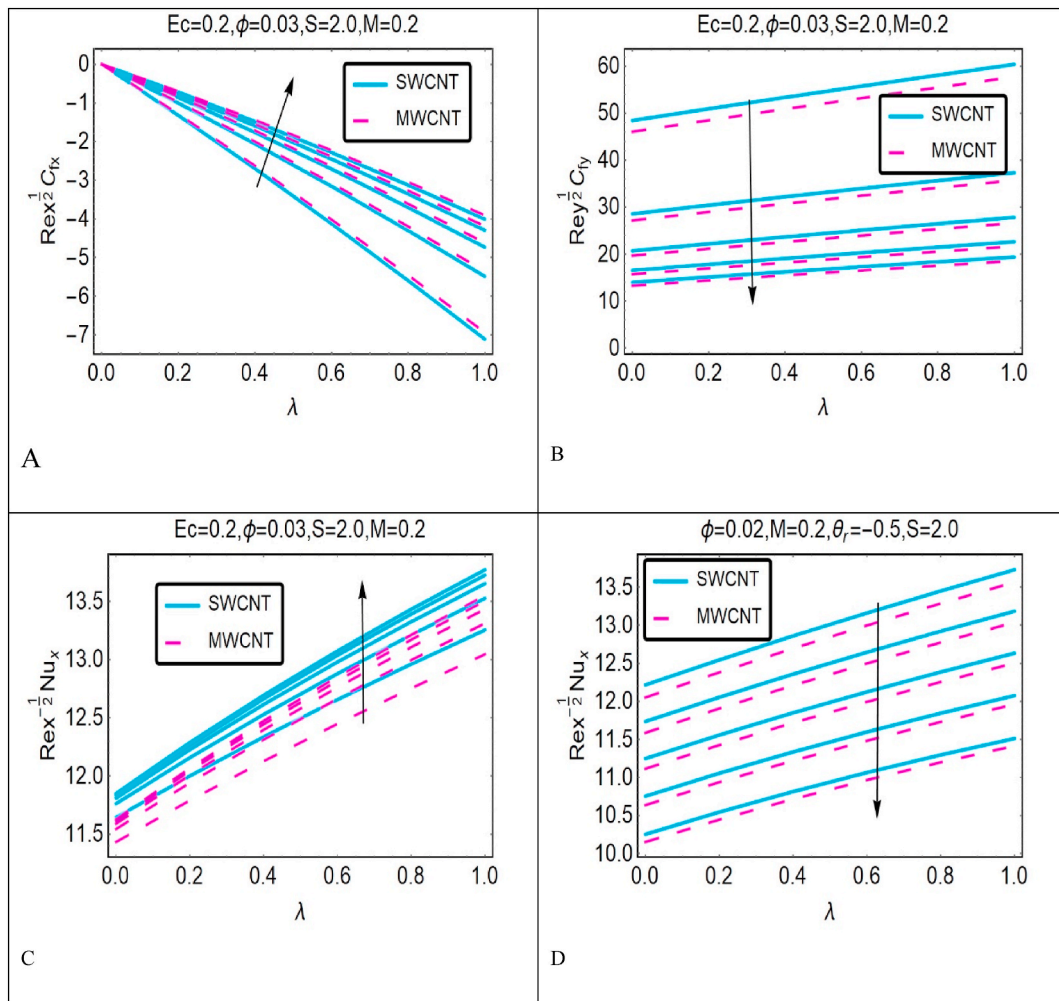 Ec=0.2,ϕ=0.03,S=2.0,M=0.2
0
−1
−2
−3
−4
−5
−6
−7
Rex^{1/2} C_{fx}
SWCNT
MWCNT
0.0 0.2 0.4 0.6 0.8 1.0
λ
A
Ec=0.2,ϕ=0.03,S=2.0,M=0.2
60
50
40
30
20
10
0
Rey^{1/2} C_{fy}
SWCNT
MWCNT
0.0 0.2 0.4 0.6 0.8 1.0
λ
B
Ec=0.2,ϕ=0.03,S=2.0,M=0.2
13.5
13.0
12.5
12.0
11.5
Rex^{−1/2} Nu_x
SWCNT
MWCNT
0.0 0.2 0.4 0.6 0.8 1.0
λ
C
ϕ=0.02,M=0.2,θ_r=−0.5,S=2.0
13.5
13.0
12.5
12.0
11.5
11.0
10.5
10.0
Rex^{−1/2} Nu_x
SWCNT
MWCNT
0.0 0.2 0.4 0.6 0.8 1.0
λ
D